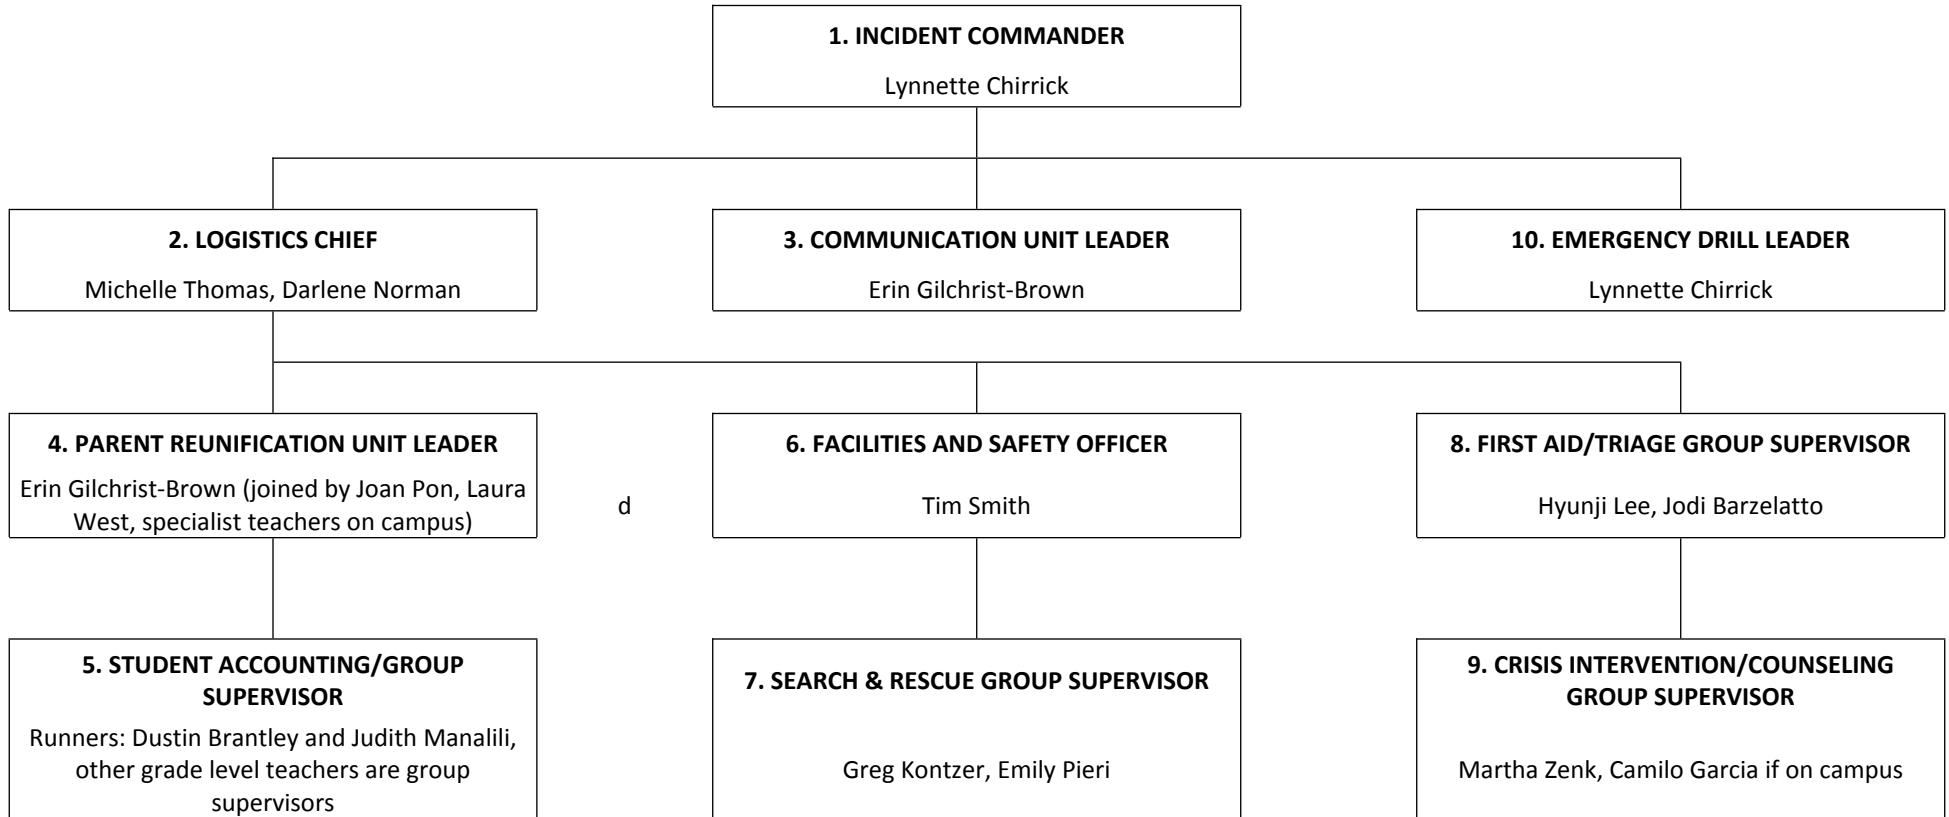 1. INCIDENT COMMANDER
Lynnette Chirrick
2. LOGISTICS CHIEF
Michelle Thomas, Darlene Norman
3. COMMUNICATION UNIT LEADER
Erin Gilchrist-Brown
10. EMERGENCY DRILL LEADER
Lynnette Chirrick
4. PARENT REUNIFICATION UNIT LEADER
Erin Gilchrist-Brown (joined by Joan Pon, Laura
West, specialist teachers on campus)
d
6. FACILITIES AND SAFETY OFFICER
Tim Smith
8. FIRST AID/TRIAGE GROUP SUPERVISOR
Hyunji Lee, Jodi Barzelatto
5. STUDENT ACCOUNTING/GROUP
SUPERVISOR
Runners: Dustin Brantley and Judith Manalili,
other grade level teachers are group
supervisors
7. SEARCH & RESCUE GROUP SUPERVISOR
Greg Kontzer, Emily Pieri
9. CRISIS INTERVENTION/COUNSELING
GROUP SUPERVISOR
Martha Zenk, Camilo Garcia if on campus